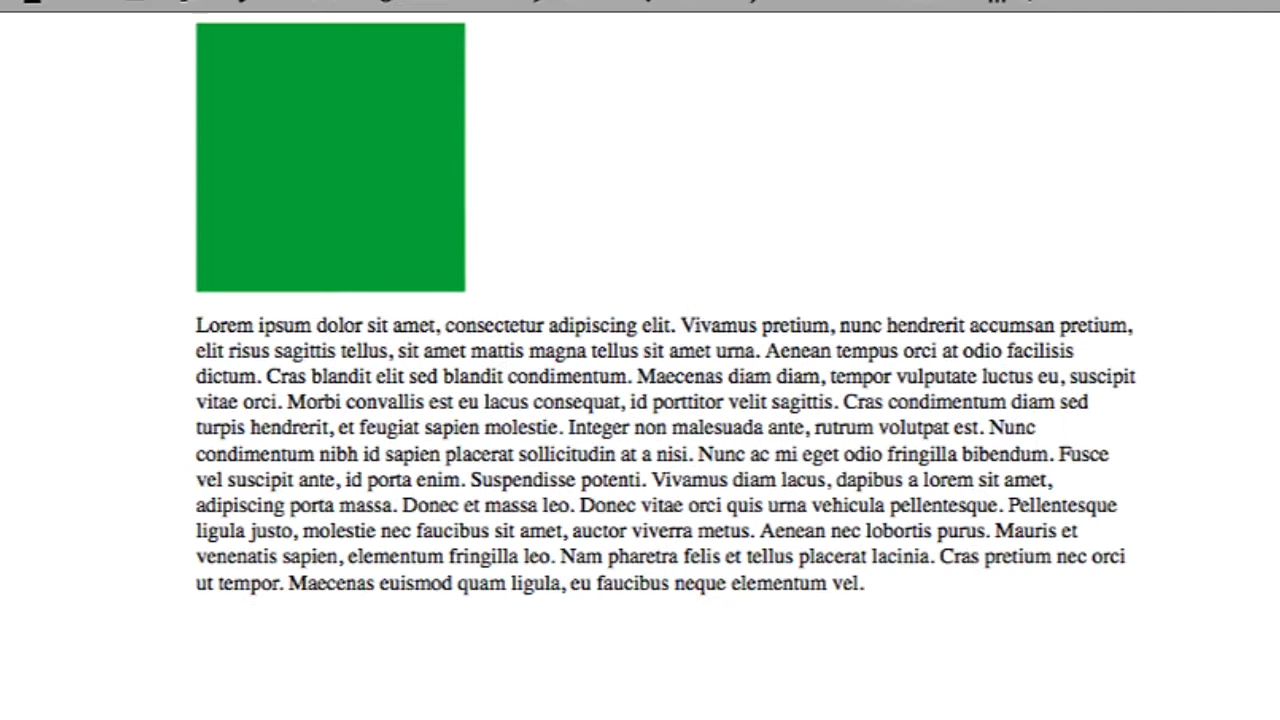 Lorem ipsum dolor sit amet, consectetur adipiscing elit. Vivamus pretium, nunc hendrerit accumsan pretium,
elit risus sagittis tellus, sit amet mattis magna tellus sit amet urna. Aenean tempus orci at odio facilisis
dictum. Cras blandit elit sed blandit condimentum. Maecenas diam diam, tempor vulputate luctus eu, suscipit
vitae orci. Morbi convallis est eu lacus consequat, id porttitor velit sagittis. Cras condimentum diam sed
turpis hendrerit, et feugiat sapien molestie. Integer non malesuada ante, rutrum volutpat est. Nunc
condimentum nibh id sapien placerat sollicitudin at a nisi. Nunc ac mi eget odio fringilla bibendum. Fusce
vel suscipit ante, id porta enim. Suspendisse potenti. Vivamus diam lacus, dapibus a lorem sit amet,
adipiscing porta massa. Donec et massa leo. Donec vitae orci quis urna vehicula pellentesque. Pellentesque
ligula justo, molestie nec faucibus sit amet, auctor viverra metus. Aenean nec lobortis purus. Mauris et
venenatis sapien, elementum fringilla leo. Nam pharetra felis et tellus placerat lacinia. Cras pretium nec orci
ut tempor. Maecenas euismod quam ligula, eu faucibus neque elementum vel.